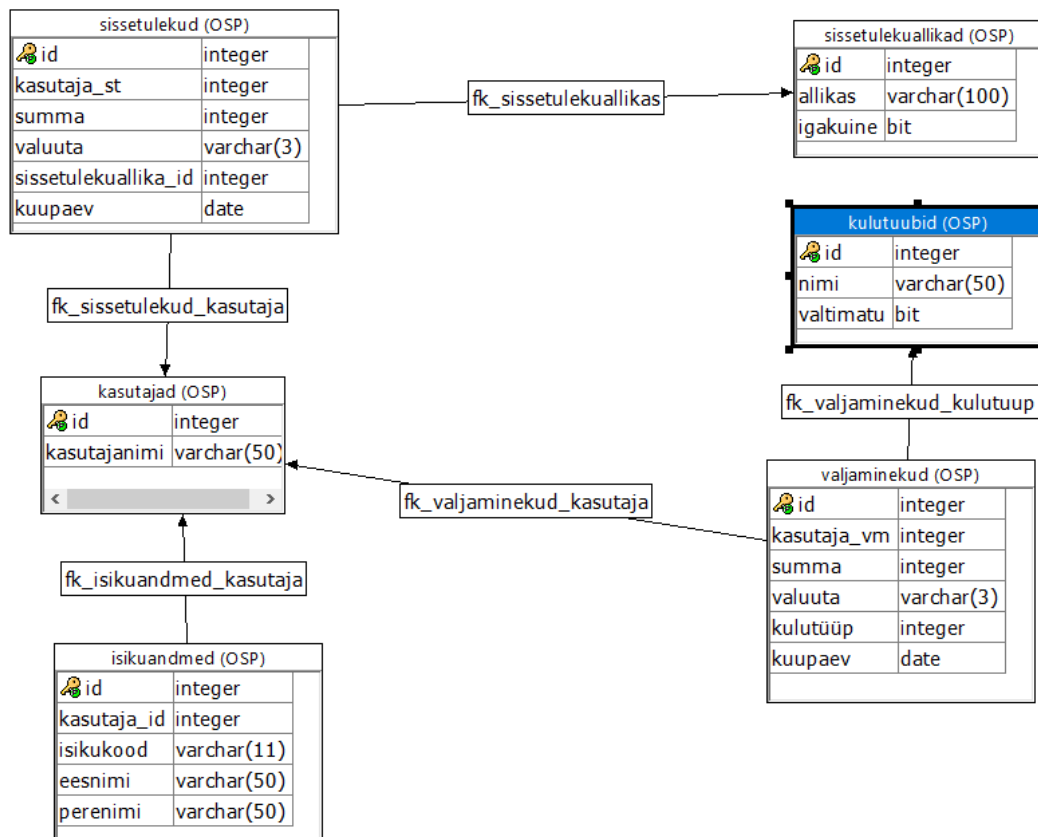 sissetulekud (OSP)
id integer
kasutaja_st integer
summa integer
valuuta varchar(3)
sissetulekuallika_id integer
kuupaev date
fk_sissetulekuallikas
sissetulekuallikad (OSP)
id integer
allikas varchar(100)
igakuine bit
kulutuubid (OSP)
id integer
nimi varchar(50)
valtimatu bit
fk_sissetulekud_kasutaja
kasutajad (OSP)
id integer
kasutajanimi varchar(50)
fk_valjaminekud_kulutuup
fk_valjaminekud_kasutaja
valjaminekud (OSP)
id integer
kasutaja_vm integer
summa integer
valuuta varchar(3)
kulutüüp integer
kuupaev date
fk_isikuandmed_kasutaja
isikuandmed (OSP)
id integer
kasutaja_id integer
isikukood varchar(11)
eesnimi varchar(50)
perenimi varchar(50)